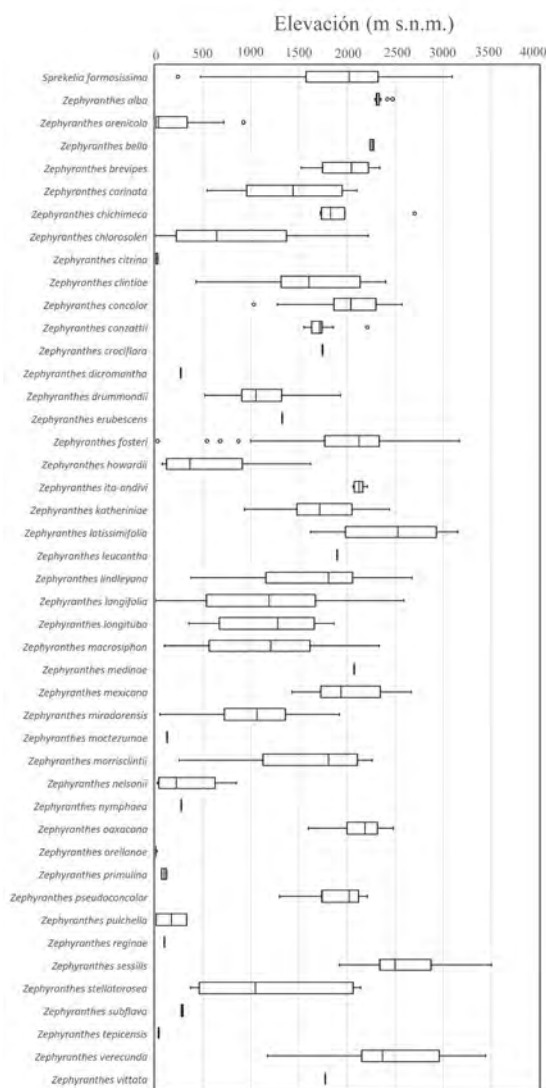 Elevación (m s.n.m.)
0 500 1000 1500 2000 2500 3000 3500 4000
Sprekelia formosissima
Zephyranthes alba
Zephyranthes arenicola
Zephyranthes bella
Zephyranthes brevipes
Zephyranthes carinata
Zephyranthes chichimeca
Zephyranthes chlorosolen
Zephyranthes citrina
Zephyranthes clintiae
Zephyranthes concolor
Zephyranthes conzattii
Zephyranthes crociflora
Zephyranthes dicromantha
Zephyranthes drummondii
Zephyranthes erubescens
Zephyranthes fosteri
Zephyranthes howardii
Zephyranthes ita-andivi
Zephyranthes katheriniae
Zephyranthes latissimifolia
Zephyranthes leucantha
Zephyranthes lindleyana
Zephyranthes longifolia
Zephyranthes longituba
Zephyranthes macrosiphon
Zephyranthes medinae
Zephyranthes mexicana
Zephyranthes miradorensis
Zephyranthes moctezumae
Zephyranthes morrisclintii
Zephyranthes nelsonii
Zephyranthes nymphaea
Zephyranthes oaxacana
Zephyranthes orellanae
Zephyranthes primulina
Zephyranthes pseudoconcolor
Zephyranthes pulchella
Zephyranthes reginae
Zephyranthes sessilis
Zephyranthes stellatorosea
Zephyranthes subflava
Zephyranthes tepicensis
Zephyranthes verecunda
Zephyranthes vittata